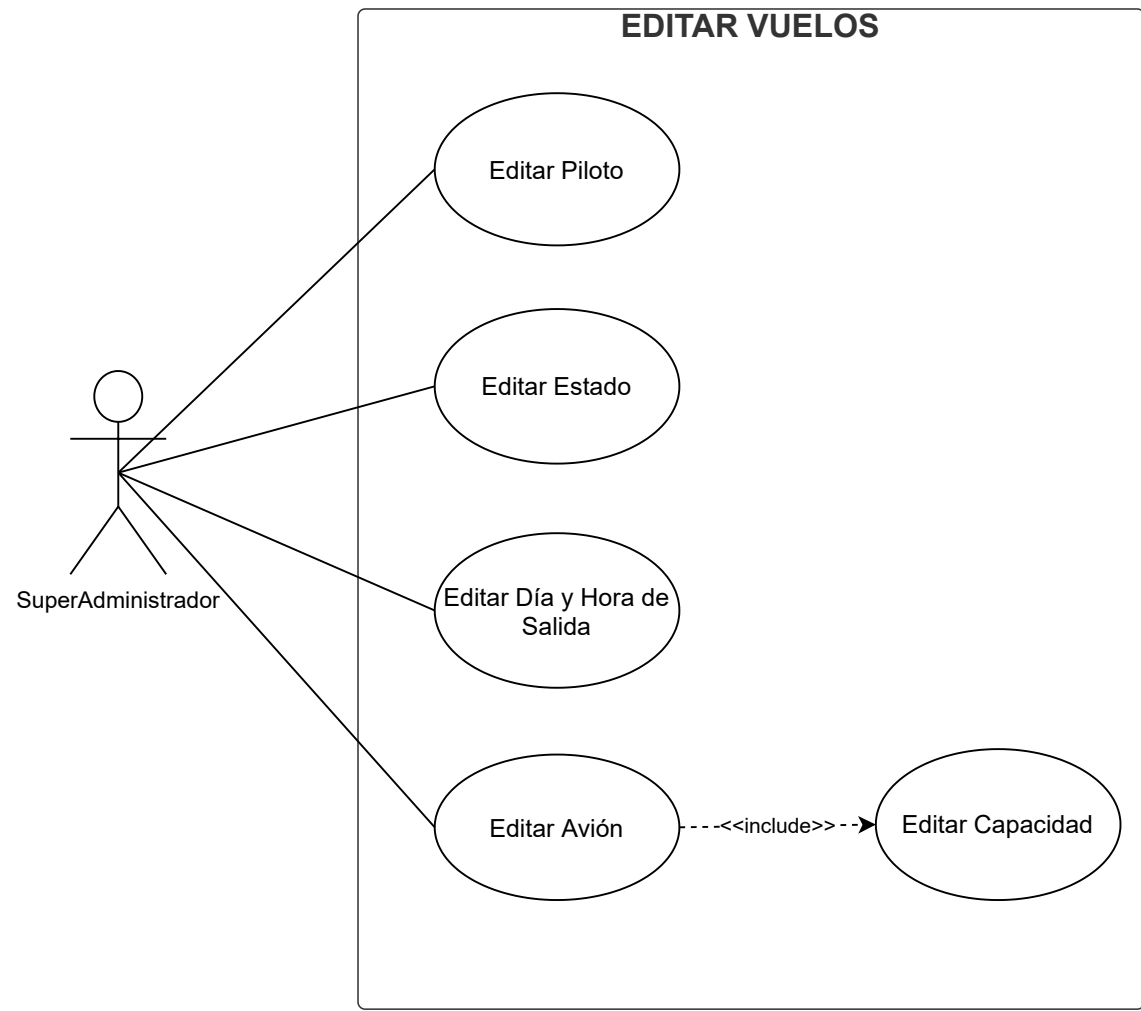 EDITAR VUELOS
Editar Piloto
Editar Estado
SuperAdministrador
Editar Día y Hora de
Salida
Editar Avión
<<include>>
Editar Capacidad